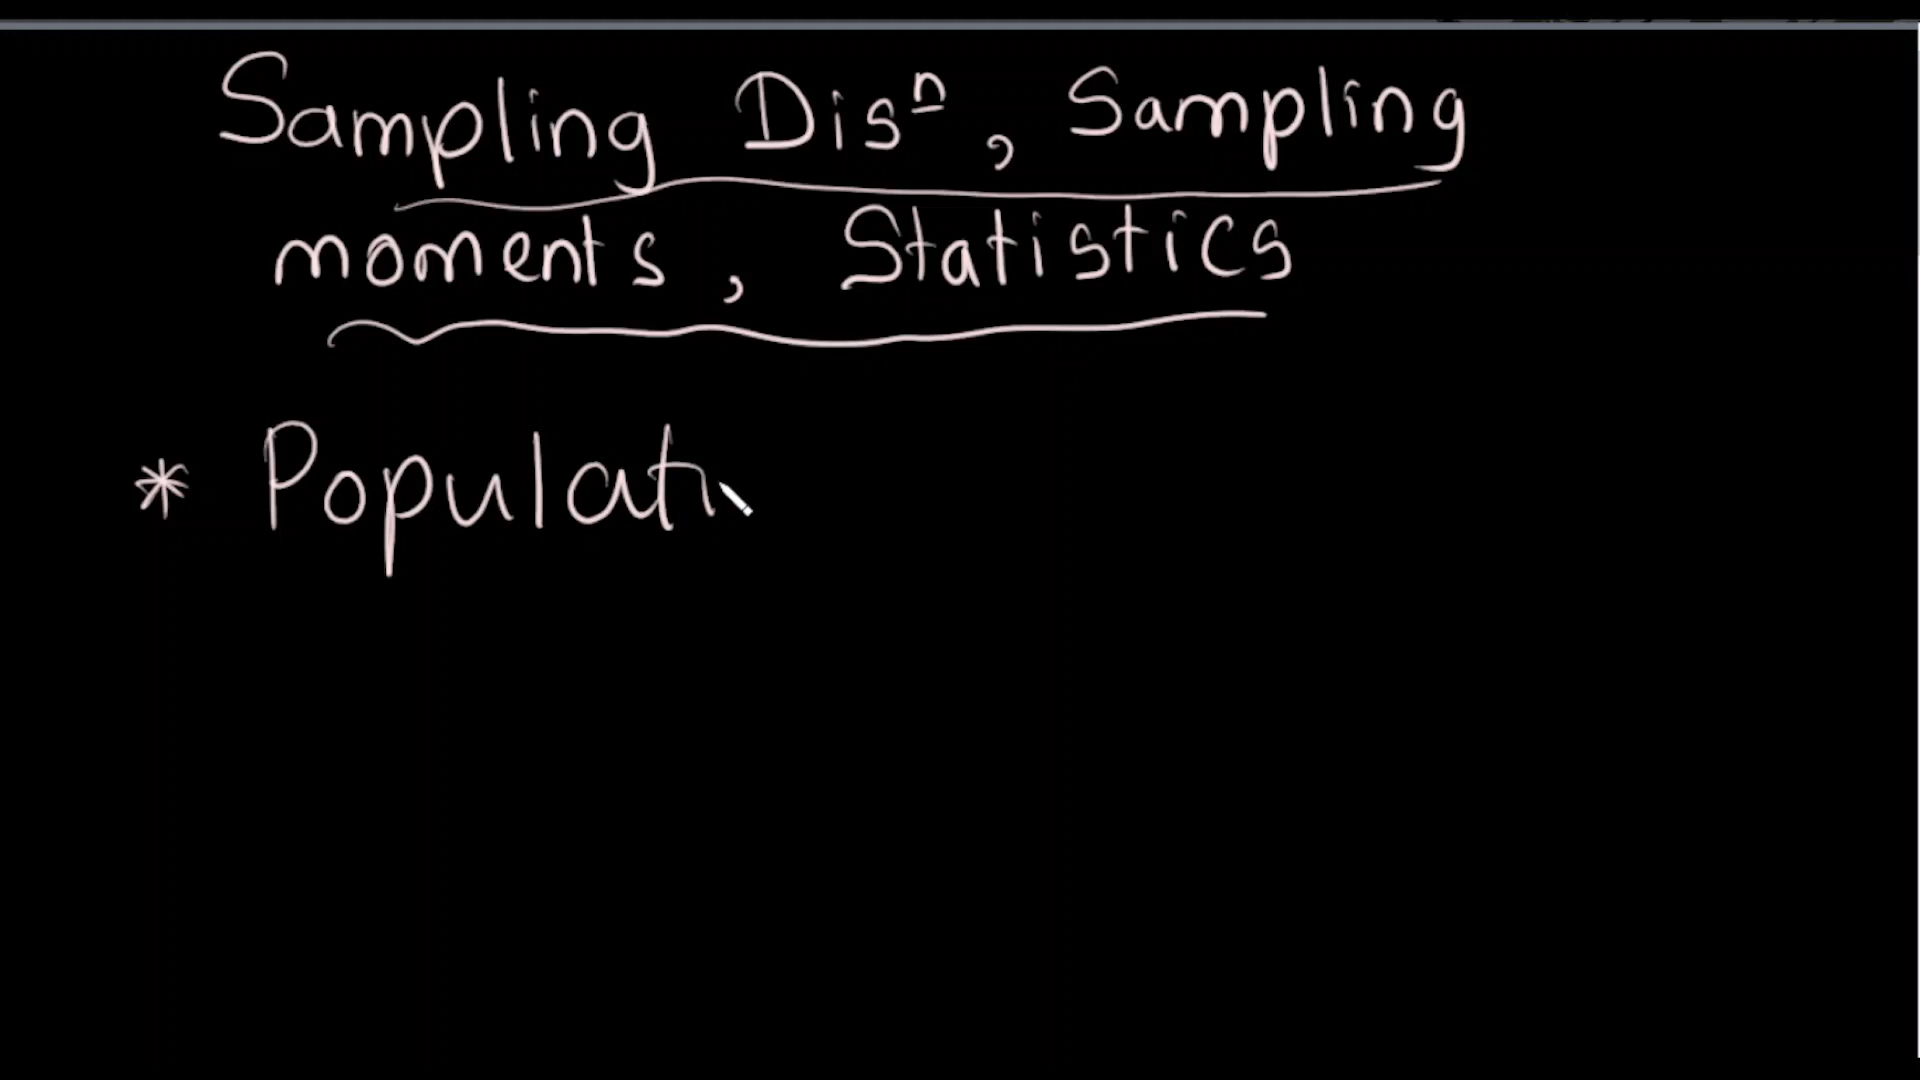 Sampling Disⁿ, Sampling
moments, Statistics
* Populati